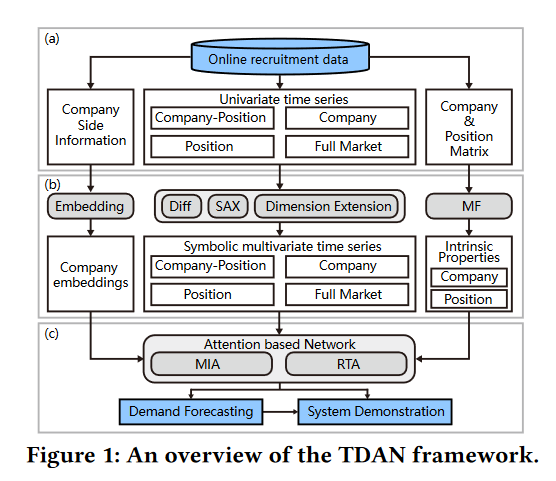 (a)
Online recruitment data
Company
Side
Information
Univariate time series
Company-Position
Company
Position
Full Market
Company
&
Position
Matrix
(b)
Embedding
Diff
SAX
Dimension Extension
MF
Company
embeddings
Symbolic multivariate time series
Company-Position
Company
Position
Full Market
Intrinsic
Properties
Company
Position
(c)
Attention based Network
MIA
RTA
Demand Forecasting
System Demonstration
Figure 1: An overview of the TDAN framework.